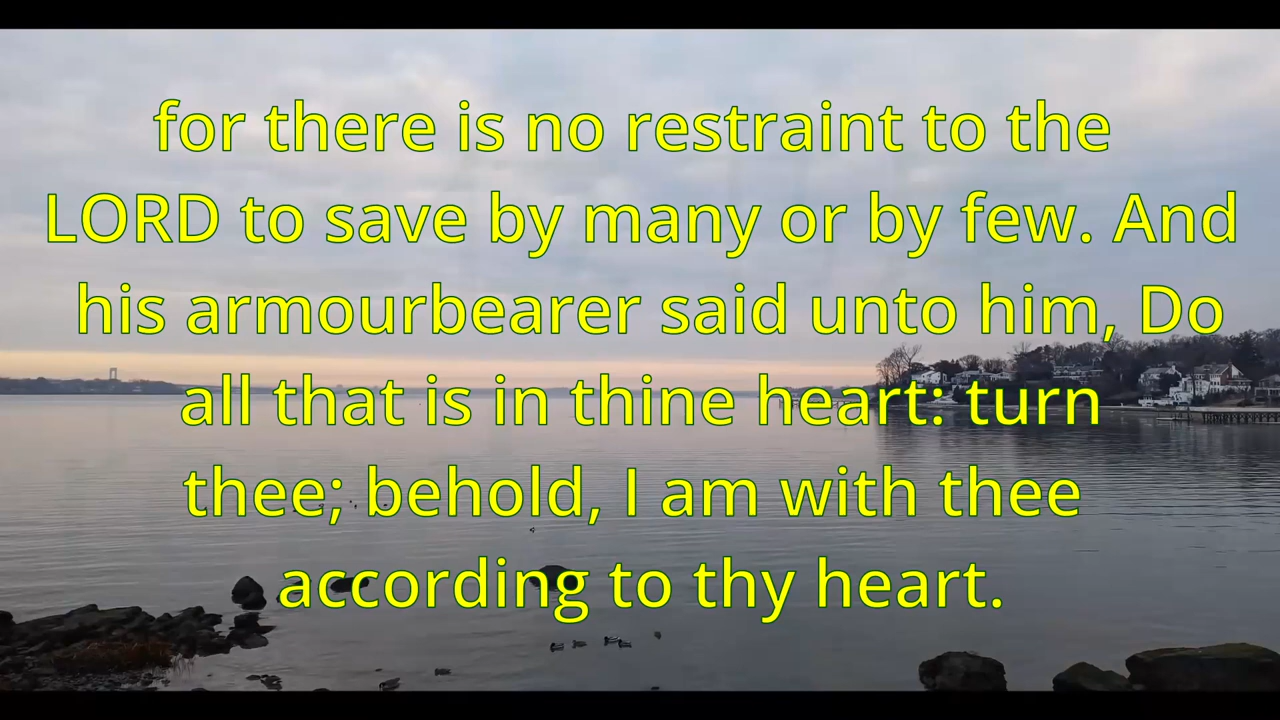 for there is no restraint to the
LORD to save by many or by few. And
his armourbearer said unto him, Do
all that is in thine heart: turn
thee; behold, I am with thee
according to thy heart.